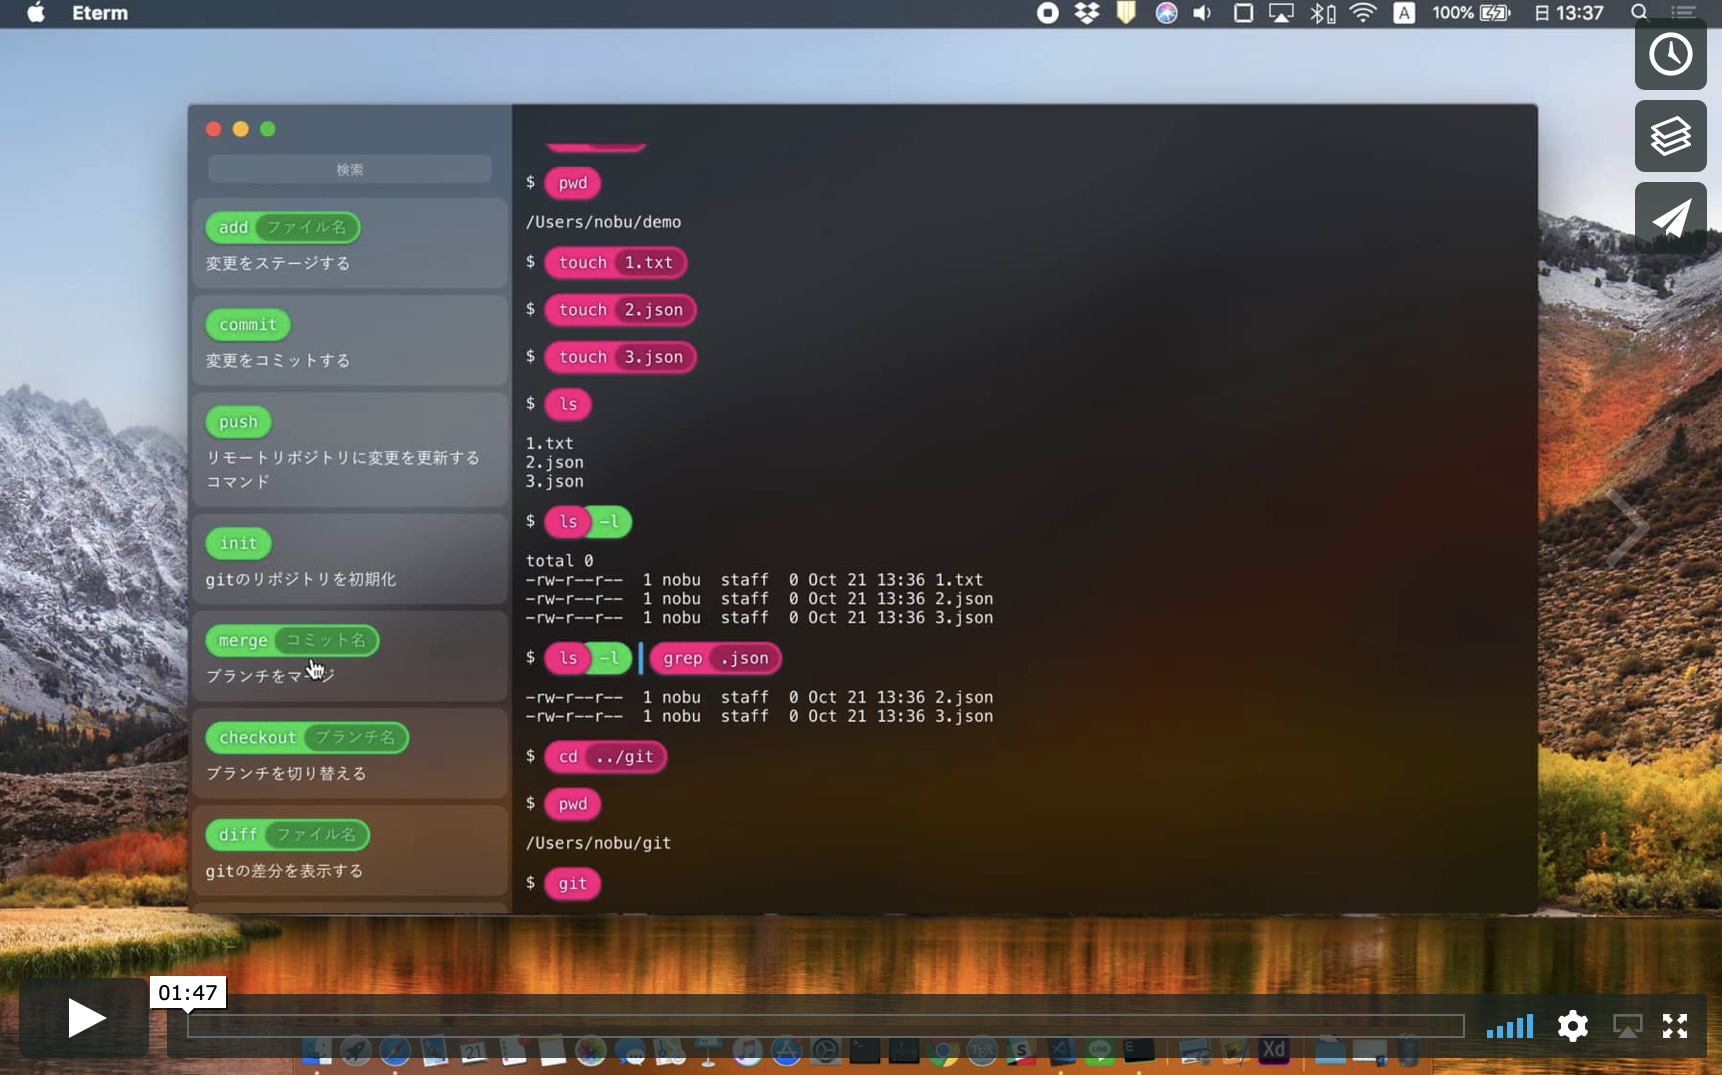 Eterm
A 100% 日 13:37
検索
add ファイル名
変更をステージする
commit
変更をコミットする
push
リモートリポジトリに変更を更新する
コマンド
init
gitのリポジトリを初期化
merge コミット名
ブランチをマージ
checkout ブランチ名
ブランチを切り替える
diff ファイル名
gitの差分を表示する
$ pwd
/Users/nobu/demo
$ touch 1.txt
$ touch 2.json
$ touch 3.json
$ ls
1.txt
2.json
3.json
$ ls -l
total 0
-rw-r--r-- 1 nobu staff 0 Oct 21 13:36 1.txt
-rw-r--r-- 1 nobu staff 0 Oct 21 13:36 2.json
-rw-r--r-- 1 nobu staff 0 Oct 21 13:36 3.json
$ ls -l | grep .json
-rw-r--r-- 1 nobu staff 0 Oct 21 13:36 2.json
-rw-r--r-- 1 nobu staff 0 Oct 21 13:36 3.json
$ cd ../git
$ pwd
/Users/nobu/git
$ git
01:47
21
S
Xd